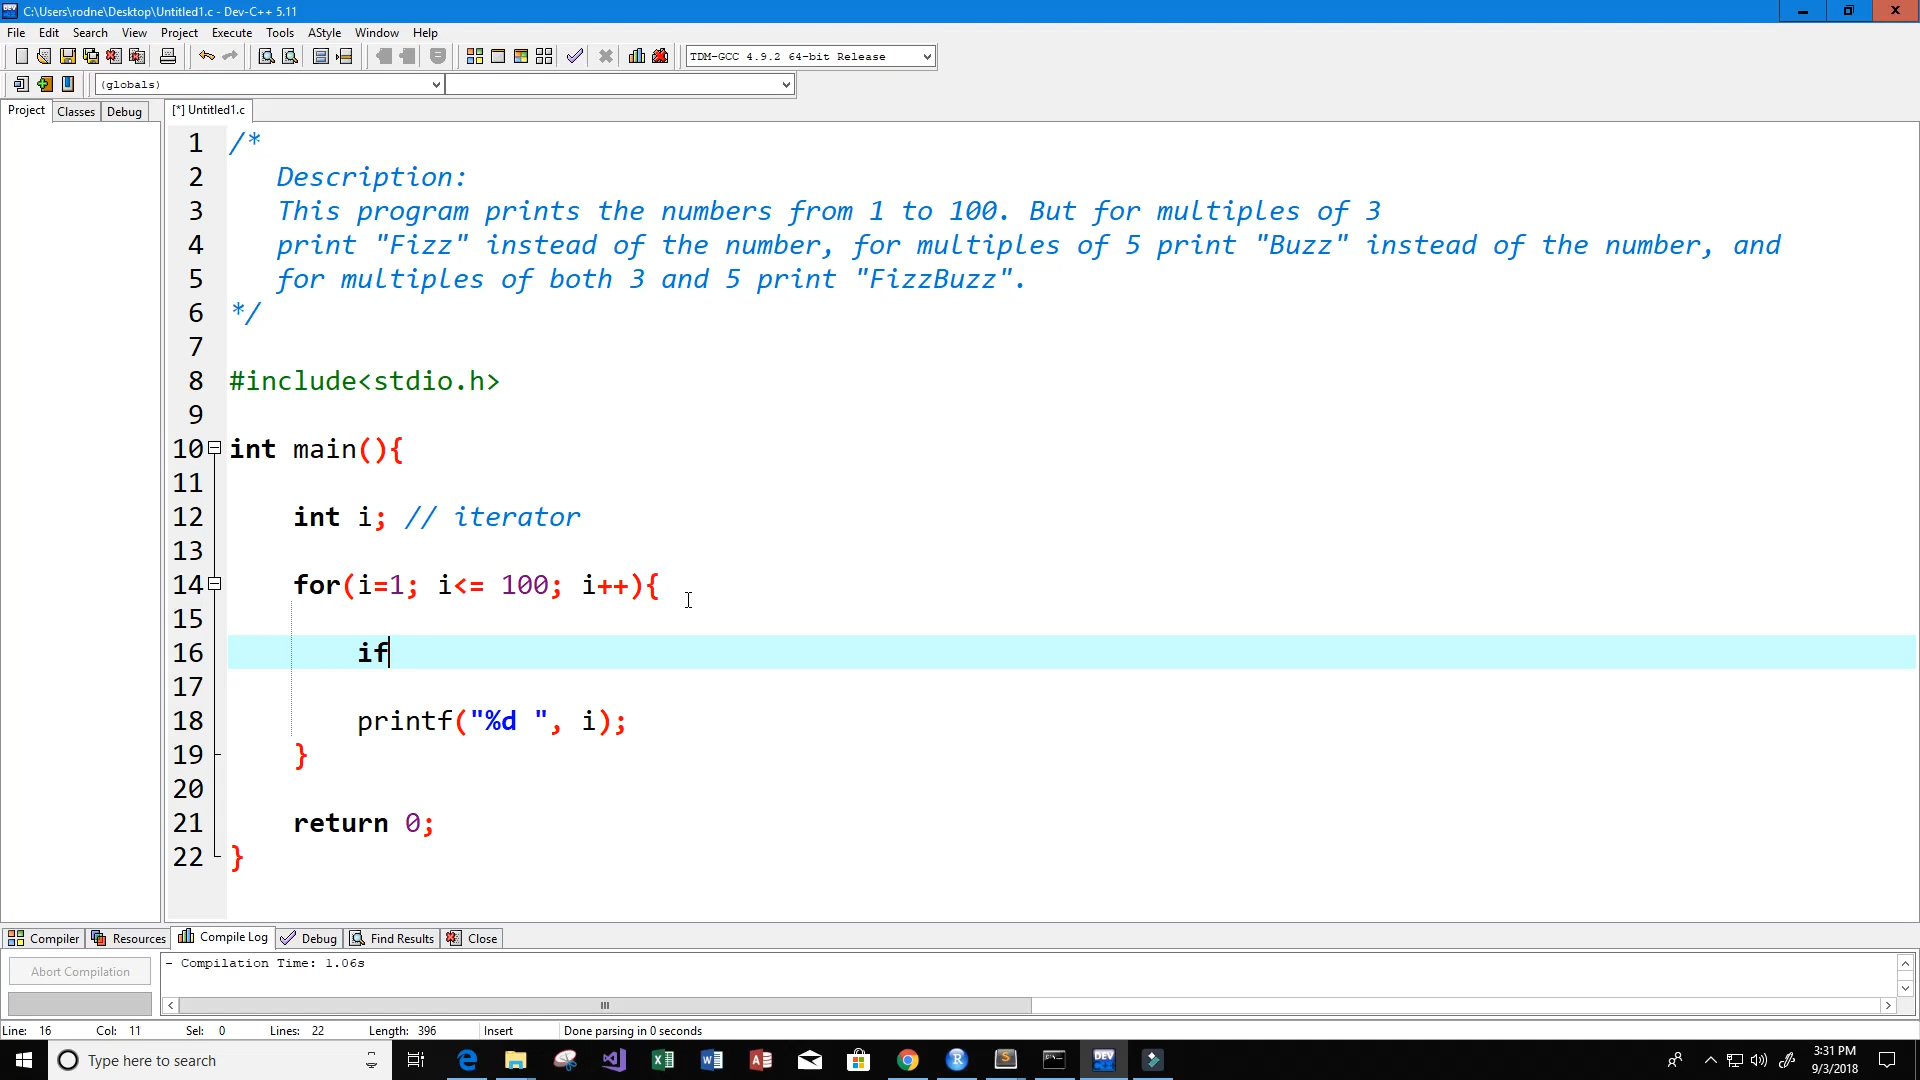 C:\Users\rodne\Desktop\Untitled1.c - Dev-C++ 5.11
File Edit Search View Project Execute Tools AStyle Window Help
TDM-GCC 4.9.2 64-bit Release
(globals)
Project Classes Debug [*] Untitled1.c
1 /*
2 Description:
3 This program prints the numbers from 1 to 100. But for multiples of 3
4 print "Fizz" instead of the number, for multiples of 5 print "Buzz" instead of the number, and
5 for multiples of both 3 and 5 print "FizzBuzz".
6 */
7
8 #include<stdio.h>
9
10 int main(){
11
12 int i; // iterator
13
14 for(i=1; i<= 100; i++){
15
16 if
17
18 printf("%d ", i);
19 }
20
21 return 0;
22 }
Compiler Resources Compile Log Debug Find Results Close
Abort Compilation
- Compilation Time: 1.06s
Line: 16 Col: 11 Sel: 0 Lines: 22 Length: 396 Insert Done parsing in 0 seconds
Type here to search
DEV
3:31 PM
9/3/2018